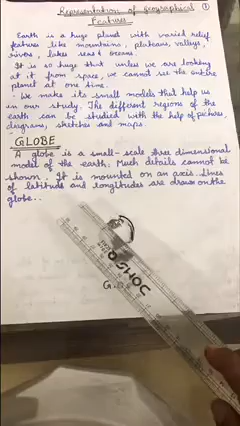 Representation of Geographical ①
Features
Earth is a huge planet with varied relief
features like mountains, plateaus, valleys,
rivers lakes seas & oceans.
It is so huge that unless we are looking
at it from space, we cannot see the entire
planet at one time.
We make its small models that help us
in our study. The different regions of the
earth can be studied with the help of pictures,
diagrams, sketches and maps.
GLOBE
A globe is a small-scale three dimensional
model of the earth. Much details cannot be
shown. It is mounted on an axis. Lines
of latitude and longitudes are drawn on the
globe..